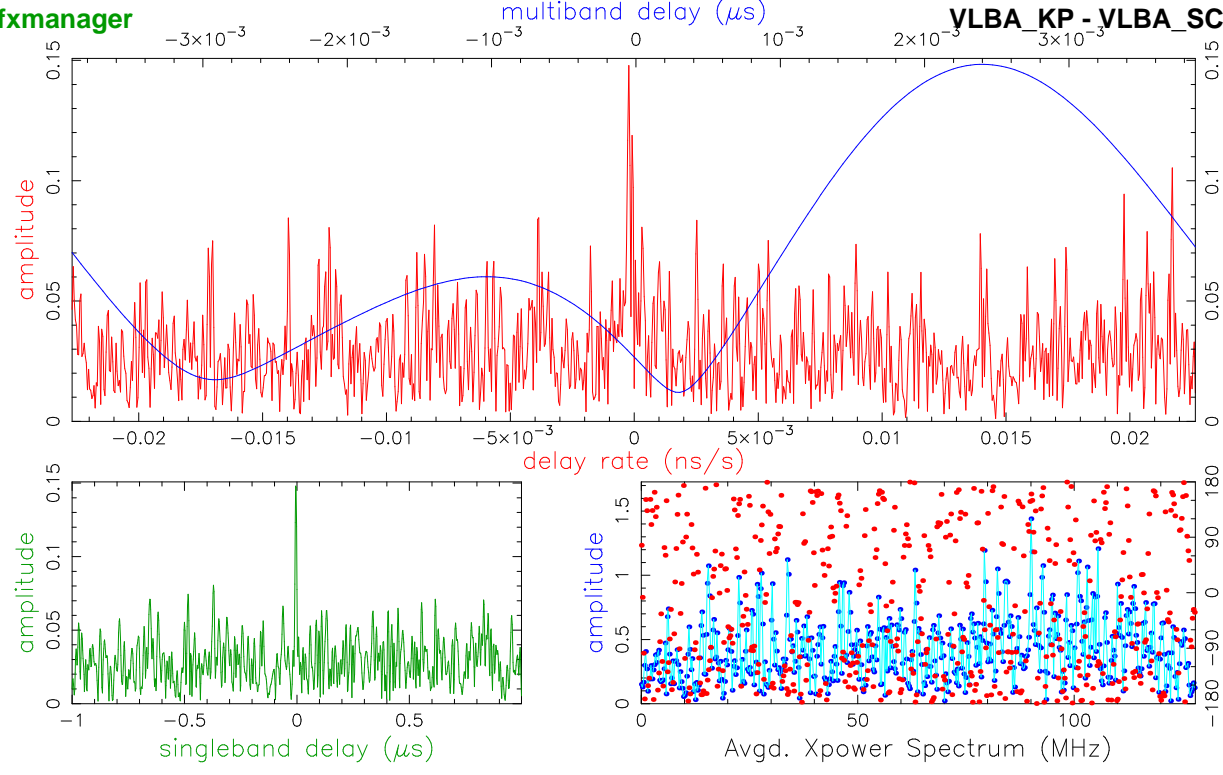 fxmanager
multiband delay (μs)
VLBA_KP - VLBA_SC
−3×10⁻³ −2×10⁻³ −10⁻³ 0 10⁻³ 2×10⁻³ 3×10⁻³
amplitude
0 0.05 0.1 0.15
0 0.05 0.1 0.15
−0.02 −0.015 −0.01 −5×10⁻³ 0 5×10⁻³ 0.01 0.015 0.02
delay rate (ns/s)
amplitude
0 0.05 0.1 0.15
−1 −0.5 0 0.5
singleband delay (μs)
amplitude
0 0.5 1 1.5
−180 −90 0 90 180
0 50 100
Avgd. Xpower Spectrum (MHz)